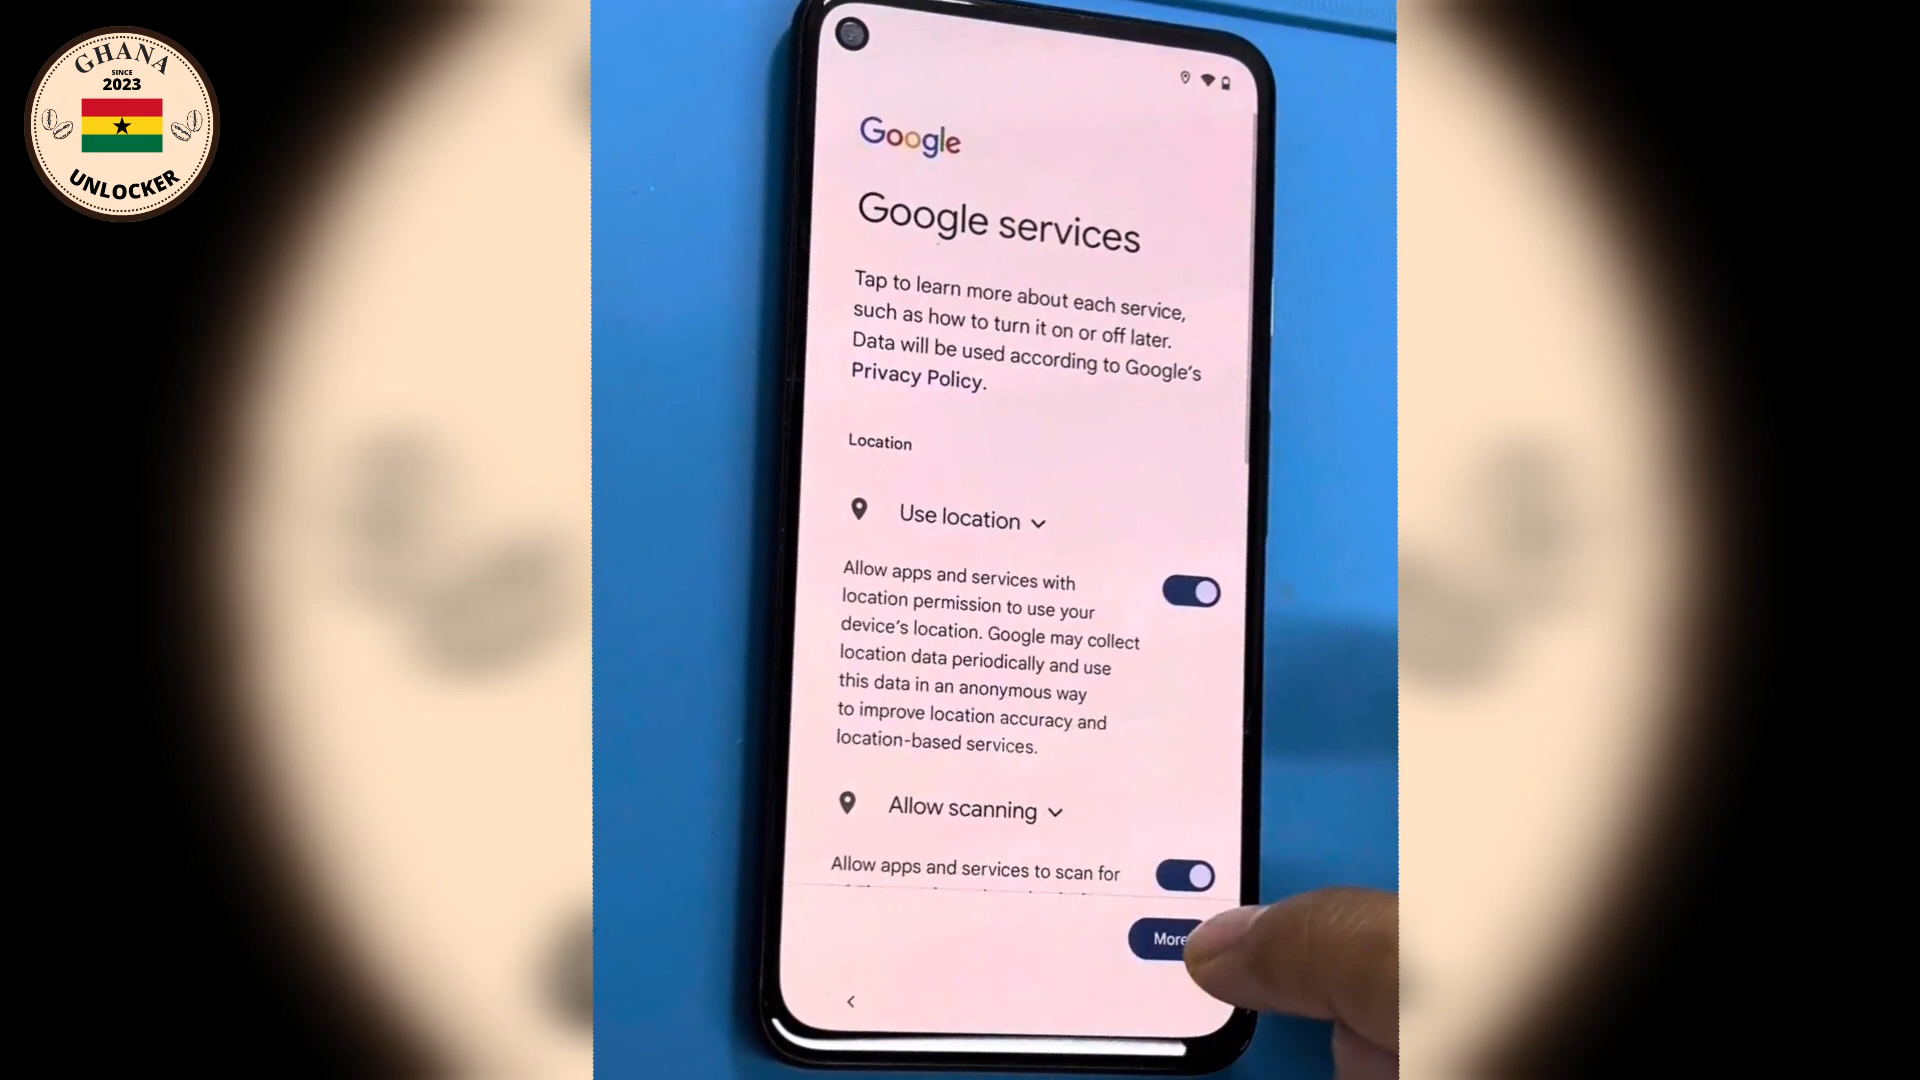 GHANA
SINCE
2023
UNLOCKER
Google
Google services
Tap to learn more about each service,
such as how to turn it on or off later.
Data will be used according to Google's
Privacy Policy.
Location
Use location
Allow apps and services with
location permission to use your
device's location. Google may collect
location data periodically and use
this data in an anonymous way
to improve location accuracy and
location-based services.
Allow scanning
Allow apps and services to scan for
More